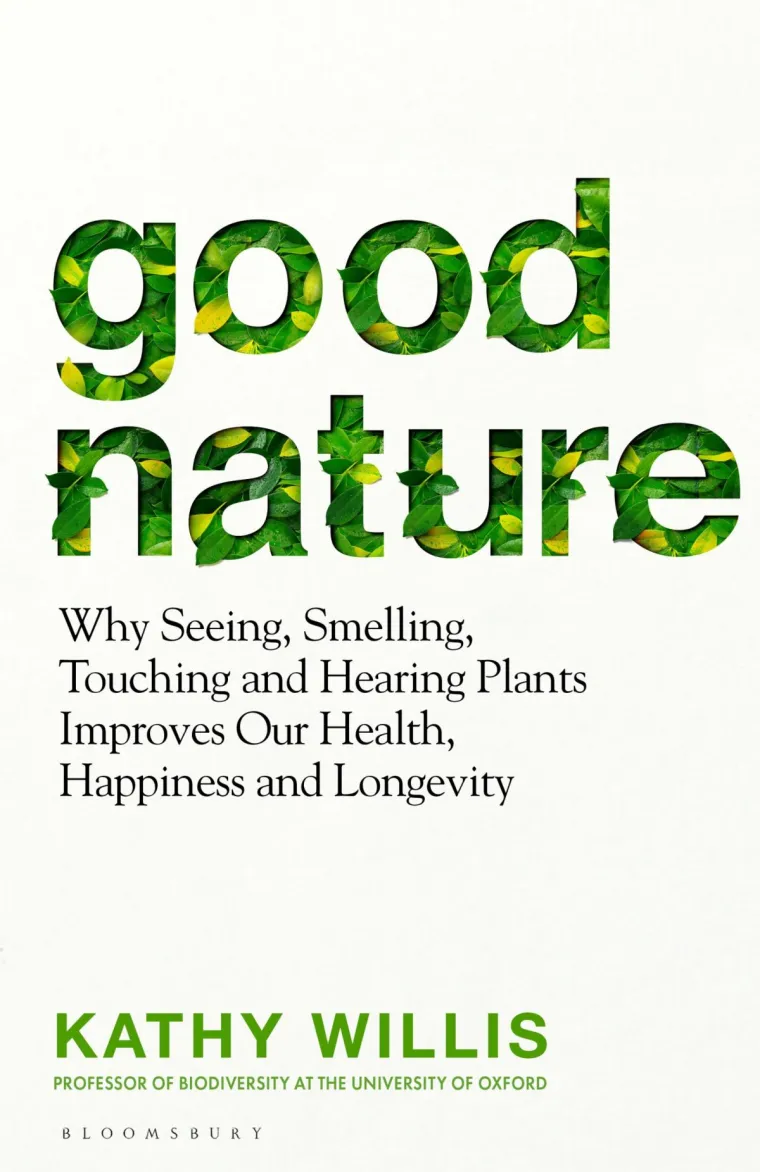 good
nature
Why Seeing, Smelling,
Touching and Hearing Plants
Improves Our Health,
Happiness and Longevity
KATHY WILLIS
PROFESSOR OF BIODIVERSITY AT THE UNIVERSITY OF OXFORD
BLOOMSBURY